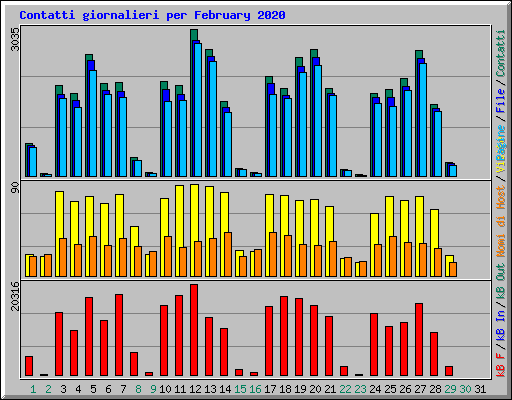 Contatti giornalieri per February 2020
3035
90
20316
kB F / kB In / kB Out Nomi di Host / Pagine / File / Contatti
1 2 3 4 5 6 7 8 9 10 11 12 13 14 15 16 17 18 19 20 21 22 23 24 25 26 27 28 29 30 31